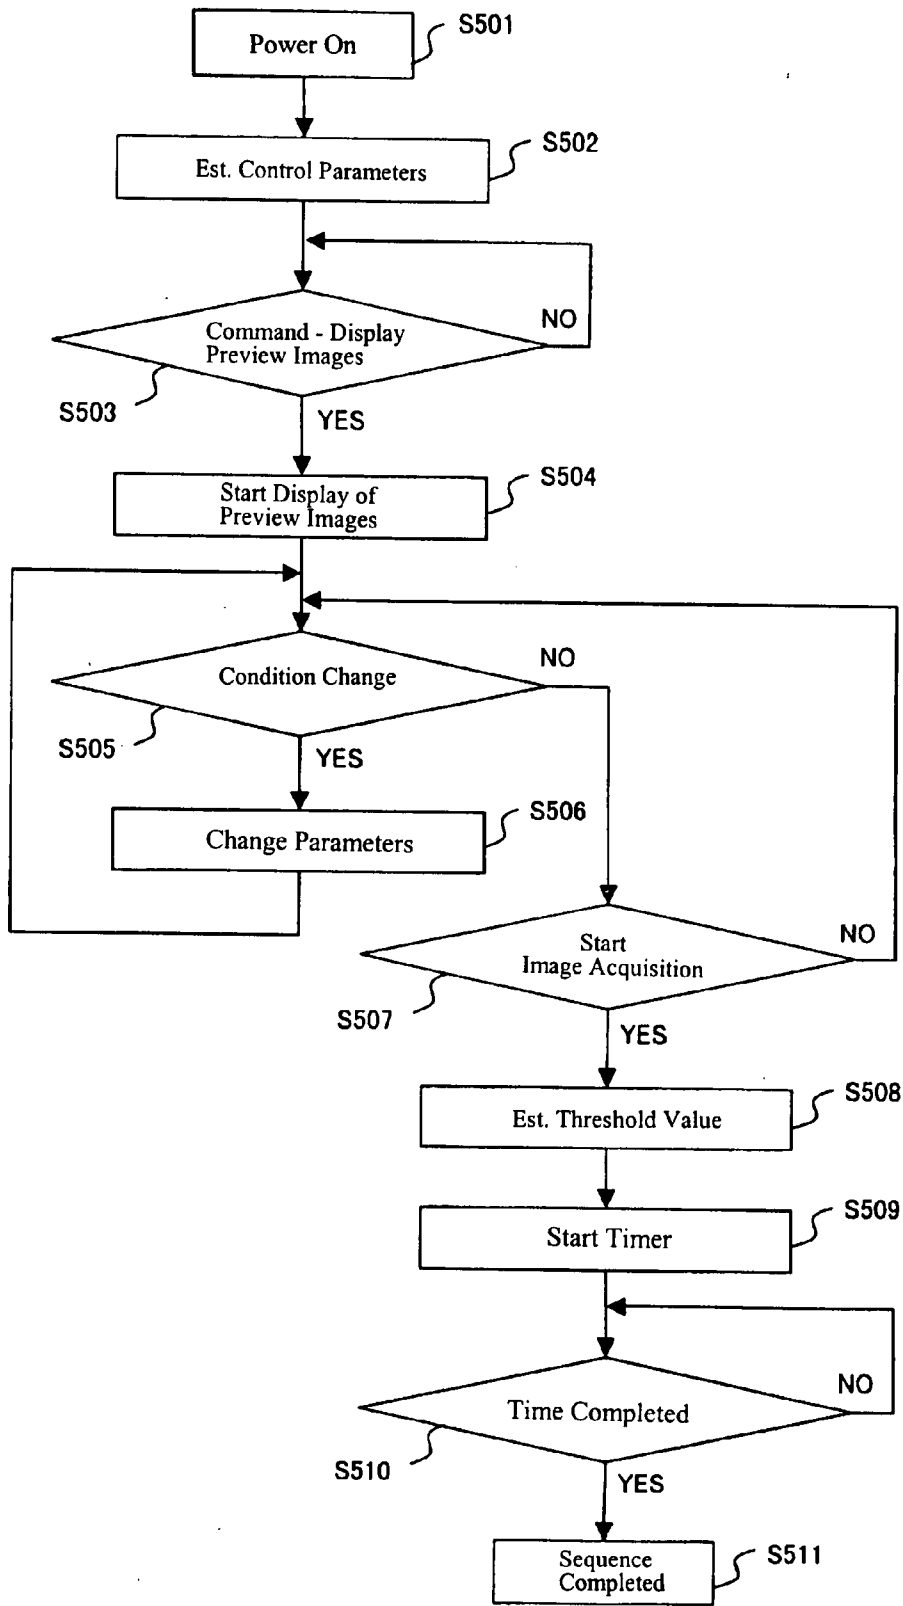 S501
Power On
S502
Est. Control Parameters
NO
Command - Display
Preview Images
S503
YES
S504
Start Display of
Preview Images
NO
Condition Change
S505
YES
S506
Change Parameters
NO
Start
Image Acquisition
S507
YES
S508
Est. Threshold Value
S509
Start Timer
NO
Time Completed
S510
YES
S511
Sequence
Completed